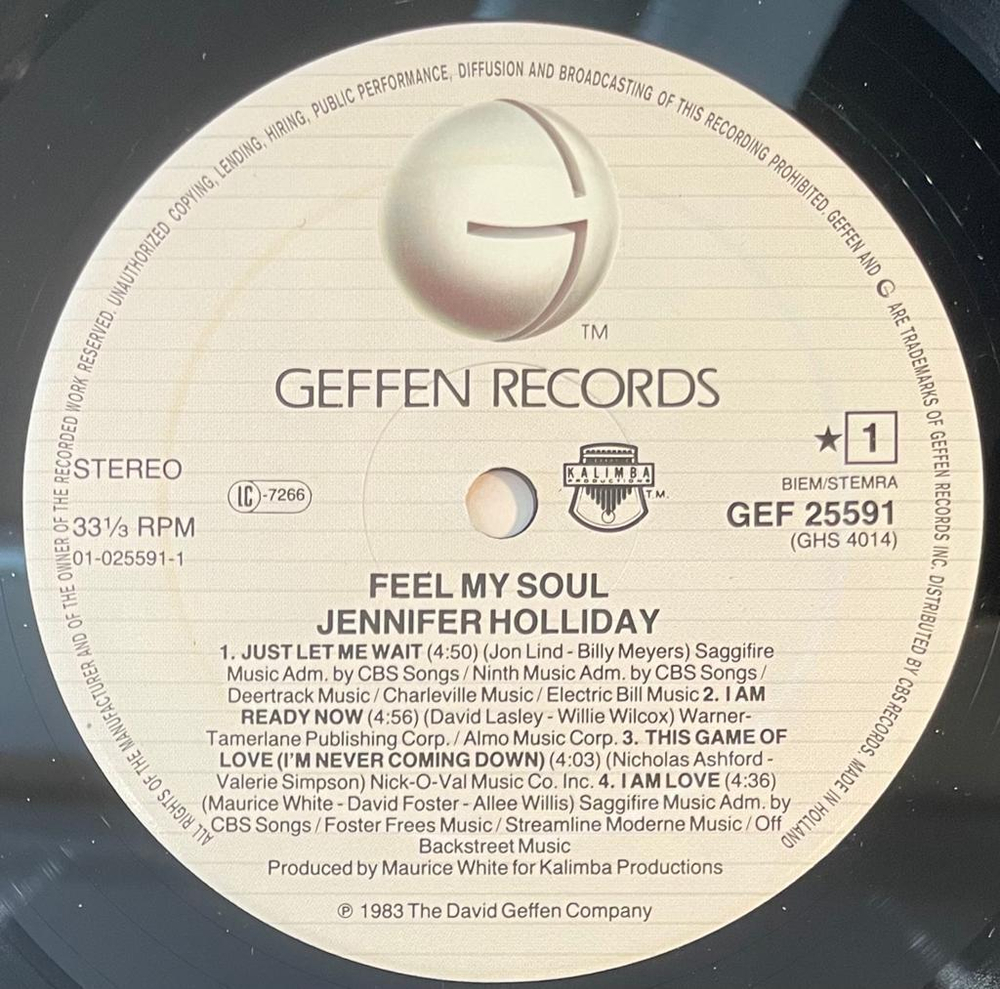 ALL RIGHTS OF THE MANUFACTURER AND OF THE OWNER OF THE RECORDED WORK RESERVED. UNAUTHORIZED COPYING, LENDING, HIRING, PUBLIC PERFORMANCE, DIFFUSION AND BROADCASTING OF THIS RECORDING PROHIBITED. GEFFEN AND G ARE TRADEMARKS OF GEFFEN RECORDS INC. DISTRIBUTED BY CBS RECORDS. MADE IN HOLLAND
TM
GEFFEN RECORDS
STEREO
33⅓ RPM
01-025591-1
LC-7266
KALIMBA
PRODUCTIONS
T.M.
★ 1
BIEM/STEMRA
GEF 25591
(GHS 4014)
FEEL MY SOUL
JENNIFER HOLLIDAY
1. JUST LET ME WAIT (4:50) (Jon Lind - Billy Meyers) Saggifire
Music Adm. by CBS Songs / Ninth Music Adm. by CBS Songs /
Deertrack Music / Charleville Music / Electric Bill Music 2. I AM
READY NOW (4:56) (David Lasley - Willie Wilcox) Warner-
Tamerlane Publishing Corp. / Almo Music Corp. 3. THIS GAME OF
LOVE (I'M NEVER COMING DOWN) (4:03) (Nicholas Ashford -
Valerie Simpson) Nick-O-Val Music Co. Inc. 4. I AM LOVE (4:36)
(Maurice White - David Foster - Allee Willis) Saggifire Music Adm. by
CBS Songs / Foster Frees Music / Streamline Moderne Music / Off
Backstreet Music
Produced by Maurice White for Kalimba Productions
℗ 1983 The David Geffen Company